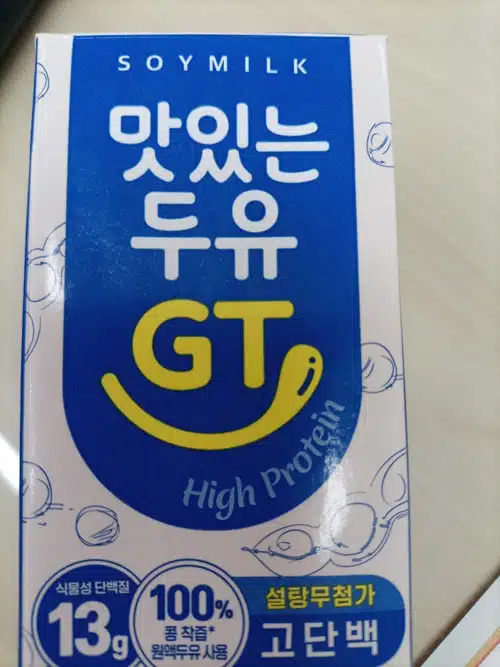 SOYMILK
맛있는
두유
GT
High Protein
식물성 단백질
13g
100%
콩 착즙*
원액두유 사용
설탕무첨가
고단백